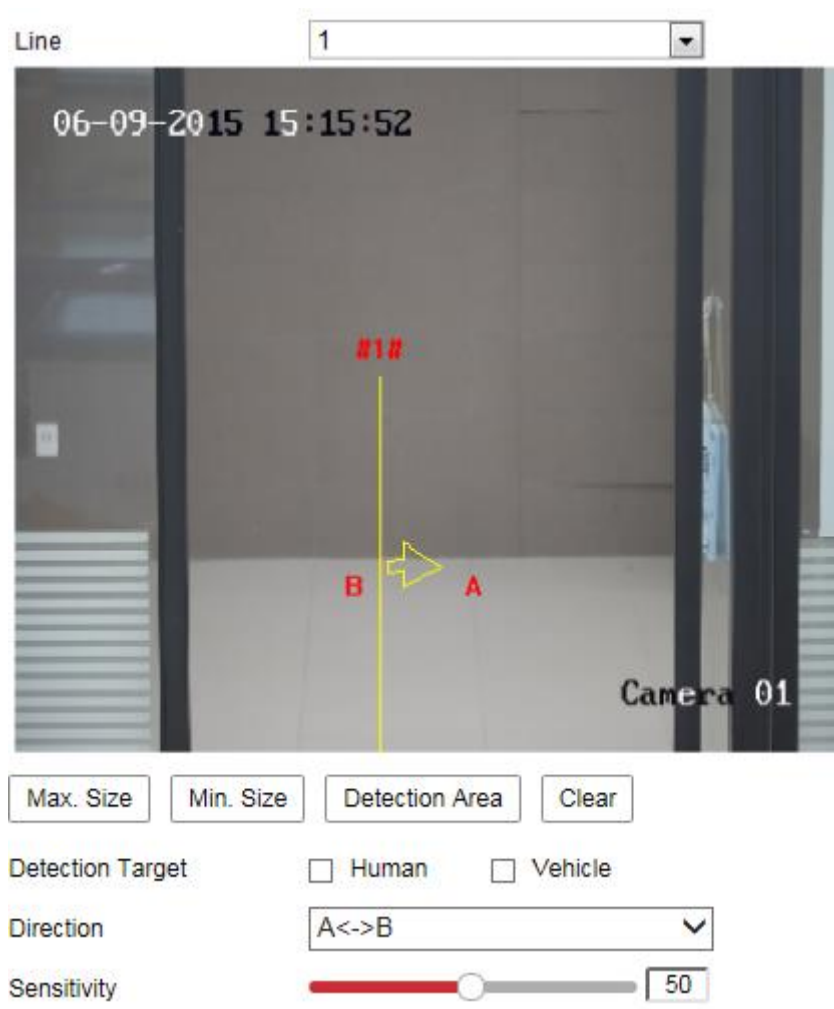 Line 1
06-09-2015 15:15:52
#1#
B A
Camera 01
Max. Size Min. Size Detection Area Clear
Detection Target Human Vehicle
Direction A<->B
Sensitivity 50